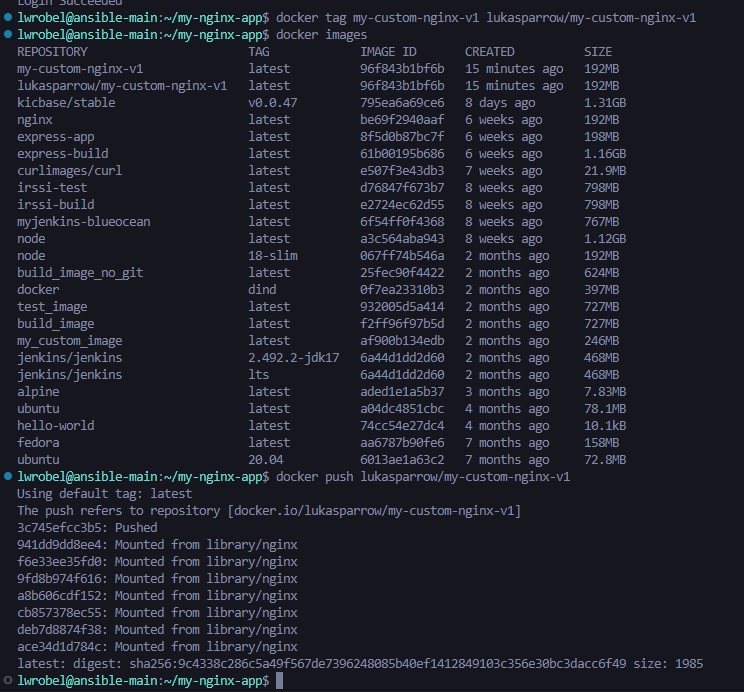 Login Succeeded
lwrobel@ansible-main:~/my-nginx-app$ docker tag my-custom-nginx-v1 lukasparrow/my-custom-nginx-v1
lwrobel@ansible-main:~/my-nginx-app$ docker images
REPOSITORY TAG IMAGE ID CREATED SIZE
my-custom-nginx-v1 latest 96f843b1bf6b 15 minutes ago 192MB
lukasparrow/my-custom-nginx-v1 latest 96f843b1bf6b 15 minutes ago 192MB
kicbase/stable v0.0.47 795ea6a69ce6 8 days ago 1.31GB
nginx latest be69f2940aaf 6 weeks ago 192MB
express-app latest 8f5d0b87bc7f 6 weeks ago 198MB
express-build latest 61b00195b686 6 weeks ago 1.16GB
curlimages/curl latest e507f3e43db3 7 weeks ago 21.9MB
irssi-test latest d76847f673b7 8 weeks ago 798MB
irssi-build latest e2724ec62d55 8 weeks ago 798MB
myjenkins-blueocean latest 6f54ff0f4368 8 weeks ago 767MB
node latest a3c564aba943 8 weeks ago 1.12GB
node 18-slim 067ff74b546a 2 months ago 192MB
build_image_no_git latest 25fec90f4422 2 months ago 624MB
docker dind 0f7ea23310b3 2 months ago 397MB
test_image latest 932005d5a414 2 months ago 727MB
build_image latest f2ff96f97b5d 2 months ago 727MB
my_custom_image latest af900b134edb 2 months ago 246MB
jenkins/jenkins 2.492.2-jdk17 6a44d1dd2d60 2 months ago 468MB
jenkins/jenkins lts 6a44d1dd2d60 2 months ago 468MB
alpine latest aded1e1a5b37 3 months ago 7.83MB
ubuntu latest a04dc4851cbc 4 months ago 78.1MB
hello-world latest 74cc54e27dc4 4 months ago 10.1kB
fedora latest aa6787b90fe6 7 months ago 158MB
ubuntu 20.04 6013ae1a63c2 7 months ago 72.8MB
lwrobel@ansible-main:~/my-nginx-app$ docker push lukasparrow/my-custom-nginx-v1
Using default tag: latest
The push refers to repository [docker.io/lukasparrow/my-custom-nginx-v1]
3c745efcc3b5: Pushed
941dd9dd8ee4: Mounted from library/nginx
f6e33ee35fd0: Mounted from library/nginx
9fd8b974f616: Mounted from library/nginx
a8b606cdf152: Mounted from library/nginx
cb857378ec55: Mounted from library/nginx
deb7d8874f38: Mounted from library/nginx
ace34d1d784c: Mounted from library/nginx
latest: digest: sha256:9c4338c286c5a49f567de7396248085b40ef1412849103c356e30bc3dacc6f49 size: 1985
lwrobel@ansible-main:~/my-nginx-app$